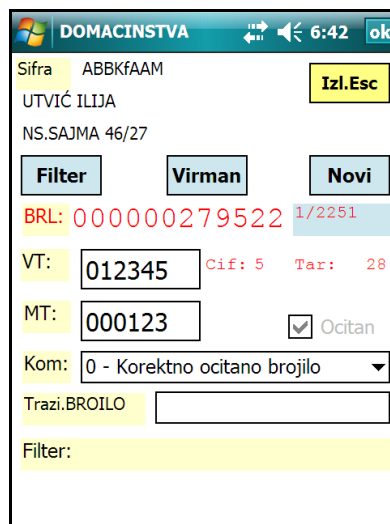 DOMACINSTVA 6:42 ok
Sifra ABBKfAAM
Izl.Esc
UTVIĆ ILIJA
NS.SAJMA 46/27
Filter Virman Novi
BRL: 000000279522 1/2251
VT: 012345 Cif: 5 Tar: 28
MT: 000123 Ocitan
Kom: 0 - Korektno ocitano brojilo
Trazi.BROILO
Filter: